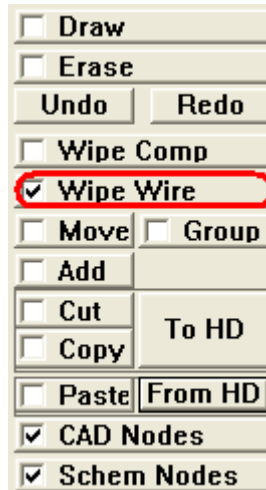 Draw
Erase
Undo Redo
Wipe Comp
Wipe Wire
Move Group
Add
Cut
To HD
Copy
Paste From HD
CAD Nodes
Schem Nodes